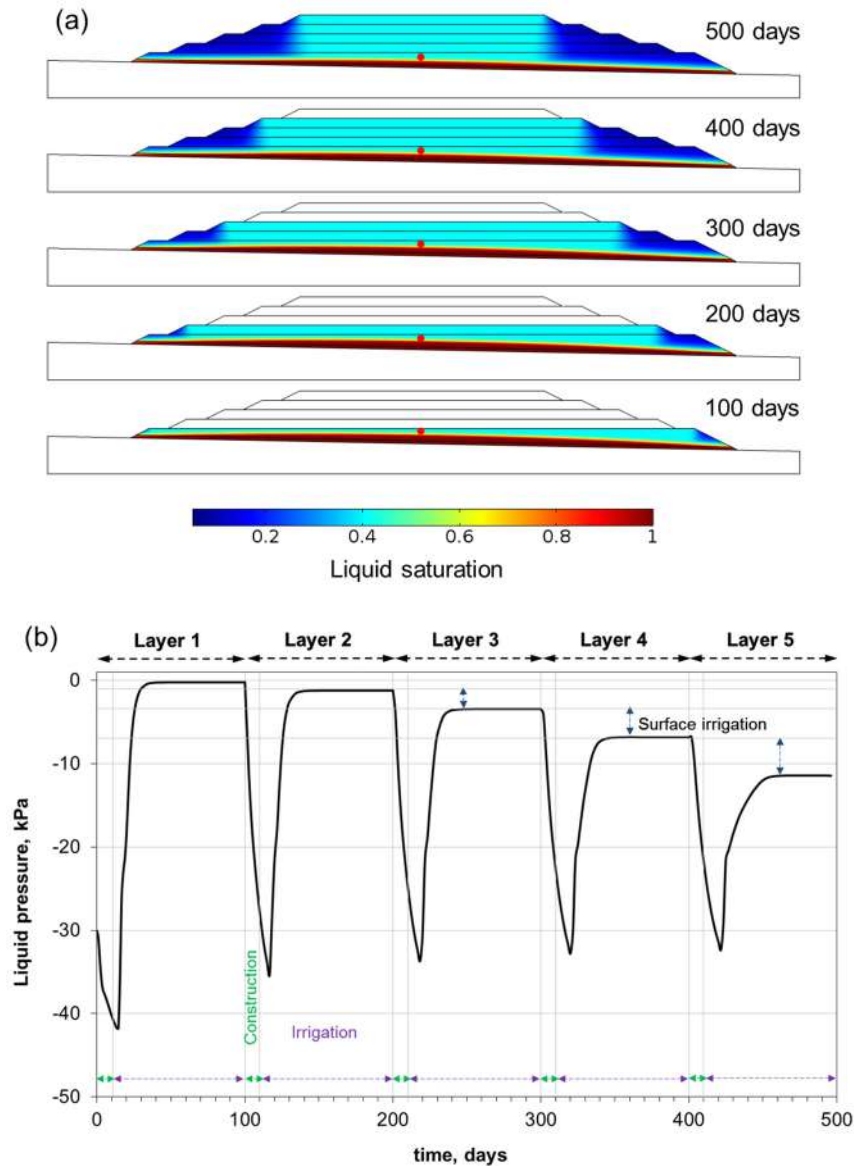 (a)
500 days
400 days
300 days
200 days
100 days
0.2 0.4 0.6 0.8 1
Liquid saturation
(b)
Layer 1 Layer 2 Layer 3 Layer 4 Layer 5
0
-10
-20
-30
-40
-50
Liquid pressure, kPa
Surface irrigation
Construction
Irrigation
0 100 200 300 400 500
time, days